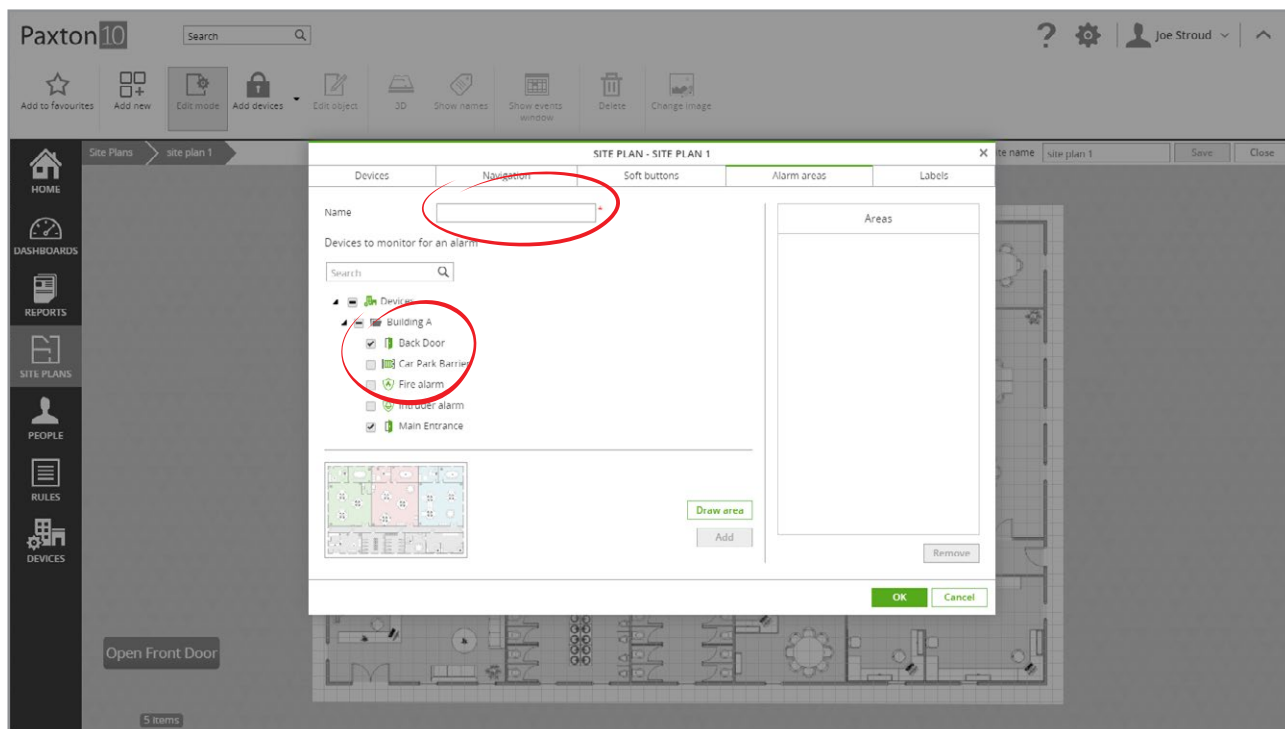 Paxton 10
Search
Joe Stroud
Add to favourites
Add new
Edit mode
Add devices
Edit object
3D
Show names
Show events window
Delete
Change image
HOME
DASHBOARDS
REPORTS
SITE PLANS
PEOPLE
RULES
DEVICES
Site Plans
site plan 1
te name
site plan 1
Save
Close
SITE PLAN - SITE PLAN 1
Devices
Navigation
Soft buttons
Alarm areas
Labels
Name
*
Devices to monitor for an alarm
Search
Devices
Building A
Back Door
Car Park Barrier
Fire alarm
Intruder alarm
Main Entrance
Draw area
Add
Areas
Remove
OK
Cancel
Open Front Door
5 Items